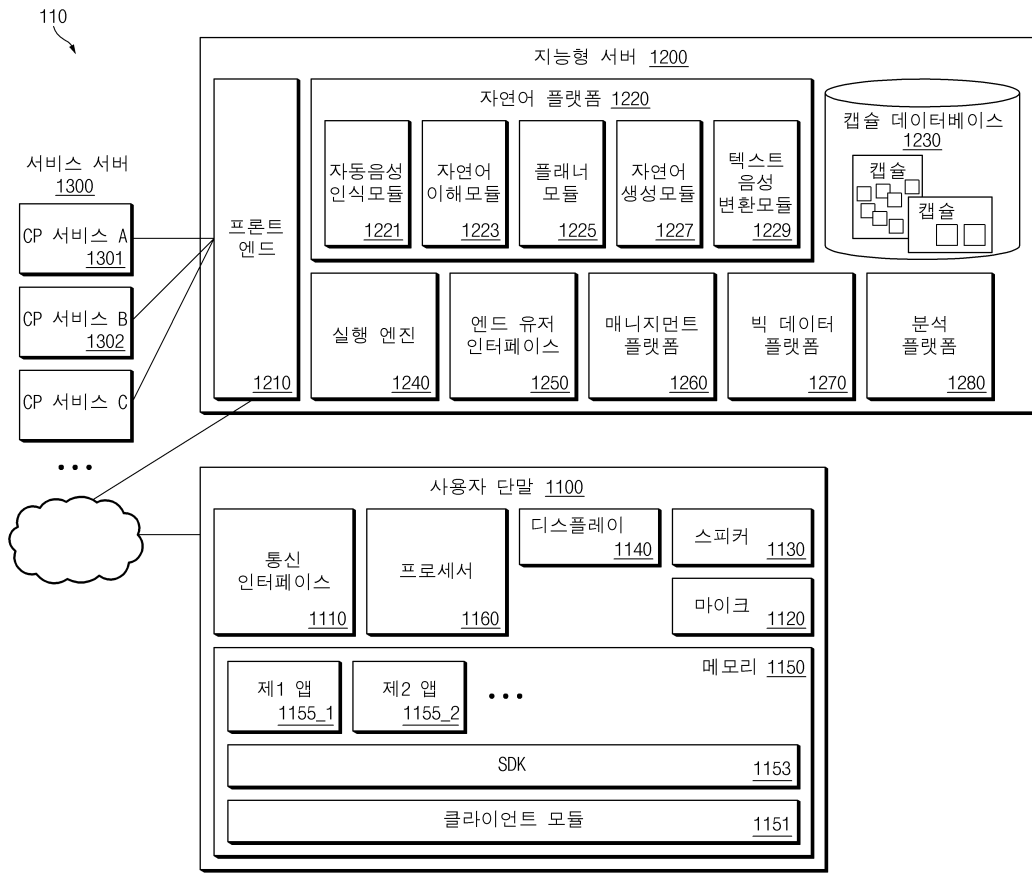 110
지능형 서버 1200
자연어 플랫폼 1220
자동음성
인식모듈
1221
자연어
이해모듈
1223
플래너
모듈
1225
자연어
생성모듈
1227
텍스트
음성
변환모듈
1229
캡슐 데이터베이스
1230
캡슐
캡슐
서비스 서버
1300
CP 서비스 A
1301
CP 서비스 B
1302
CP 서비스 C
•••
프론트
엔드
1210
실행 엔진
1240
엔드 유저
인터페이스
1250
매니지먼트
플랫폼
1260
빅 데이터
플랫폼
1270
분석
플랫폼
1280
사용자 단말 1100
통신
인터페이스
1110
프로세서
1160
디스플레이
1140
스피커
1130
마이크
1120
메모리 1150
제1 앱
1155_1
제2 앱
1155_2
•••
SDK
1153
클라이언트 모듈
1151